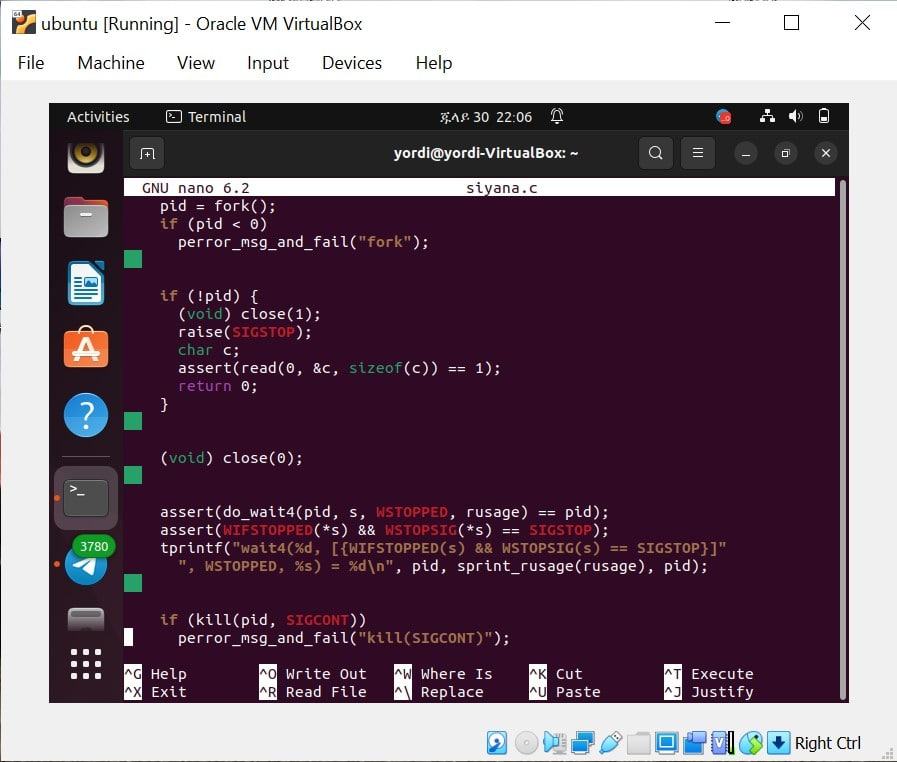 ubuntu [Running] - Oracle VM VirtualBox
File Machine View Input Devices Help
Activities Terminal ጁላይ 30 22:06
yordi@yordi-VirtualBox: ~
GNU nano 6.2 siyana.c
pid = fork();
if (pid < 0)
perror_msg_and_fail("fork");
if (!pid) {
(void) close(1);
raise(SIGSTOP);
char c;
assert(read(0, &c, sizeof(c)) == 1);
return 0;
}
(void) close(0);
assert(do_wait4(pid, s, WSTOPPED, rusage) == pid);
assert(WIFSTOPPED(*s) && WSTOPSIG(*s) == SIGSTOP);
tprintf("wait4(%d, [{WIFSTOPPED(s) && WSTOPSIG(s) == SIGSTOP}]"
", WSTOPPED, %s) = %d\n", pid, sprint_rusage(rusage), pid);
if (kill(pid, SIGCONT))
perror_msg_and_fail("kill(SIGCONT)");
3780
^G Help ^O Write Out ^W Where Is ^K Cut ^T Execute
^X Exit ^R Read File ^\ Replace ^U Paste ^J Justify
Right Ctrl